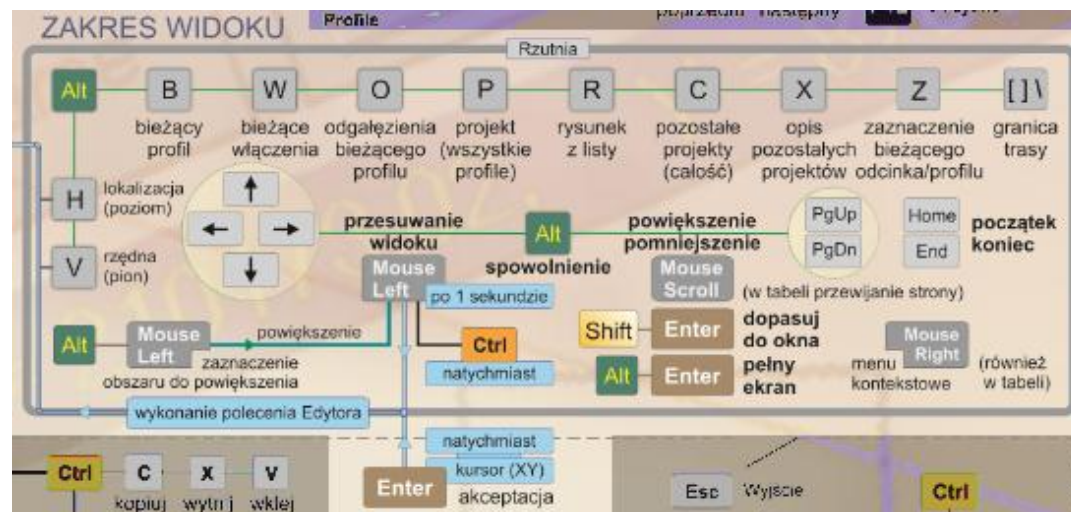 ZAKRES WIDOKU
Profile
następny
Rzutnia
Alt B W O P R C X Z [ ] \
bieżący profil
bieżące włączenia
odgałęzienia bieżącego profilu
projekt (wszystkie profile)
rysunek z listy
pozostałe projekty (całość)
opis pozostałych projektów
zaznaczenie bieżącego odcinka/profilu
granica trasy
H
lokalizacja
(poziom)
V
rzędna
(pion)
↑
← →
↓
przesuwanie
widoku
Mouse
Left
po 1 sekundzie
Alt
spowolnienie
powiększenie
pomniejszenie
Mouse
Scroll
(w tabeli przewijanie strony)
PgUp
PgDn
Home
End
początek
koniec
Alt
Mouse
Left
powiększenie
zaznaczenie
obszaru do powiększenia
Ctrl
natychmiast
Shift Enter
dopasuj
do okna
Alt Enter
pełny
ekran
Mouse
Right
menu
kontekstowe
(również
w tabeli)
wykonanie polecenia Edytora
natychmiast
kursor (XY)
Enter
akceptacja
Ctrl C X V
kopiuj wytnij wklej
Esc Wyjście
Ctrl